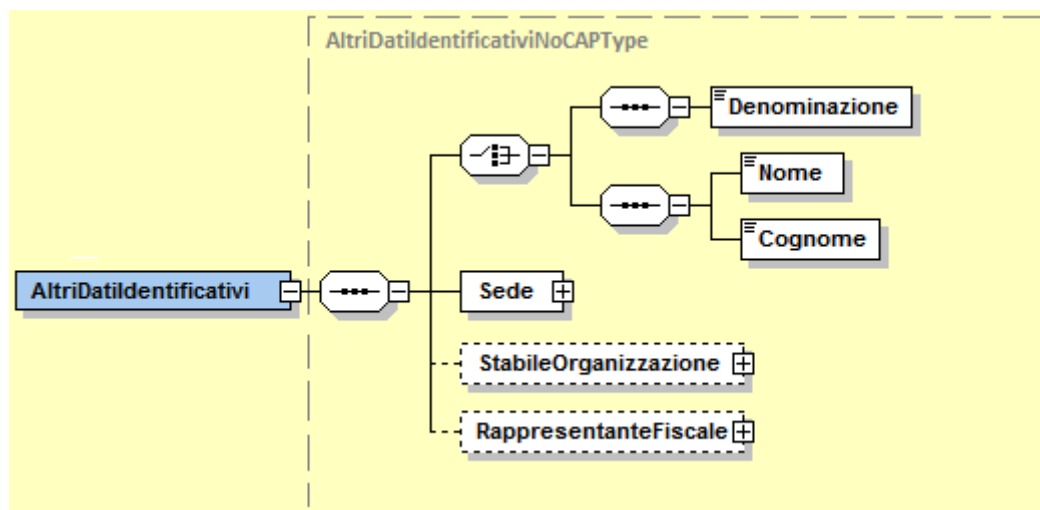 AltriDatiIdentificativiNoCAPType
Denominazione
Nome
Cognome
AltriDatiIdentificativi
Sede
StabileOrganizzazione
RappresentanteFiscale